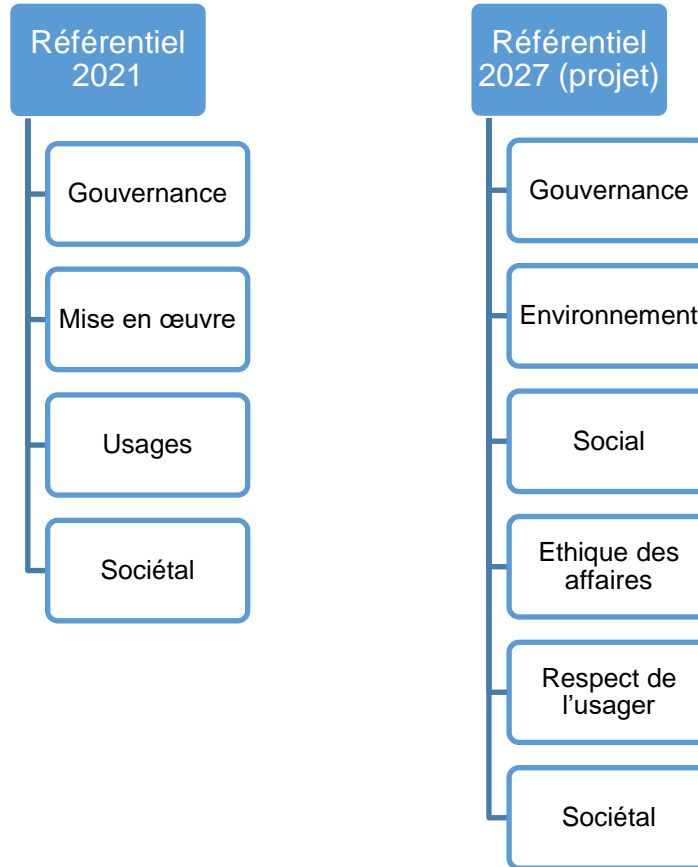 Référentiel
2021
Gouvernance
Mise en œuvre
Usages
Sociétal
Référentiel
2027 (projet)
Gouvernance
Environnement
Social
Ethique des
affaires
Respect de
l’usager
Sociétal